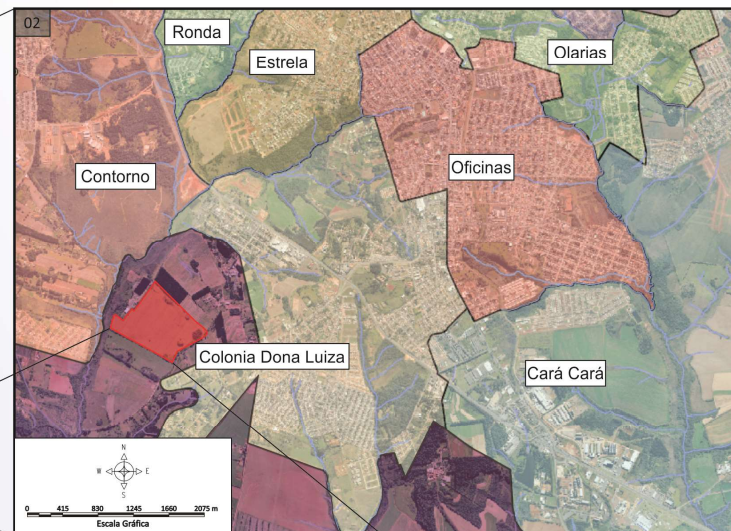 02
Ronda
Estrela
Olarias
Contorno
Oficinas
Colonia Dona Luiza
Cará Cará
N
W E
S
0 415 830 1245 1660 2075 m
Escala Gráfica